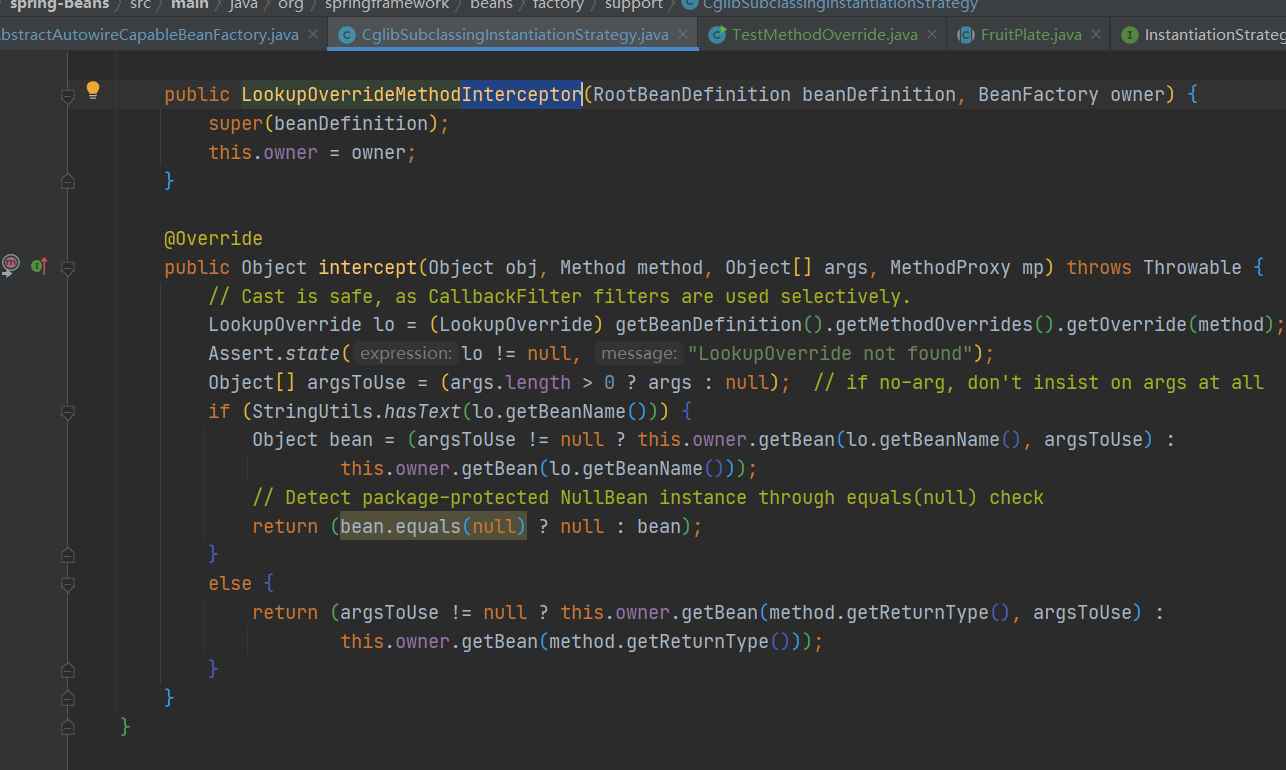 spring-beans src main java org springframework beans factory support CglibSubclassingInstantiationStrategy
AbstractAutowireCapableBeanFactory.java CglibSubclassingInstantiationStrategy.java TestMethodOverride.java FruitPlate.java InstantiationStrateg
public LookupOverrideMethodInterceptor(RootBeanDefinition beanDefinition, BeanFactory owner) {
super(beanDefinition);
this.owner = owner;
}
@Override
public Object intercept(Object obj, Method method, Object[] args, MethodProxy mp) throws Throwable {
// Cast is safe, as CallbackFilter filters are used selectively.
LookupOverride lo = (LookupOverride) getBeanDefinition().getMethodOverrides().getOverride(method);
Assert.state( expression: lo != null, message: "LookupOverride not found");
Object[] argsToUse = (args.length > 0 ? args : null);  // if no-arg, don't insist on args at all
if (StringUtils.hasText(lo.getBeanName())) {
Object bean = (argsToUse != null ? this.owner.getBean(lo.getBeanName(), argsToUse) :
this.owner.getBean(lo.getBeanName()));
// Detect package-protected NullBean instance through equals(null) check
return (bean.equals(null) ? null : bean);
}
else {
return (argsToUse != null ? this.owner.getBean(method.getReturnType(), argsToUse) :
this.owner.getBean(method.getReturnType()));
}
}
}